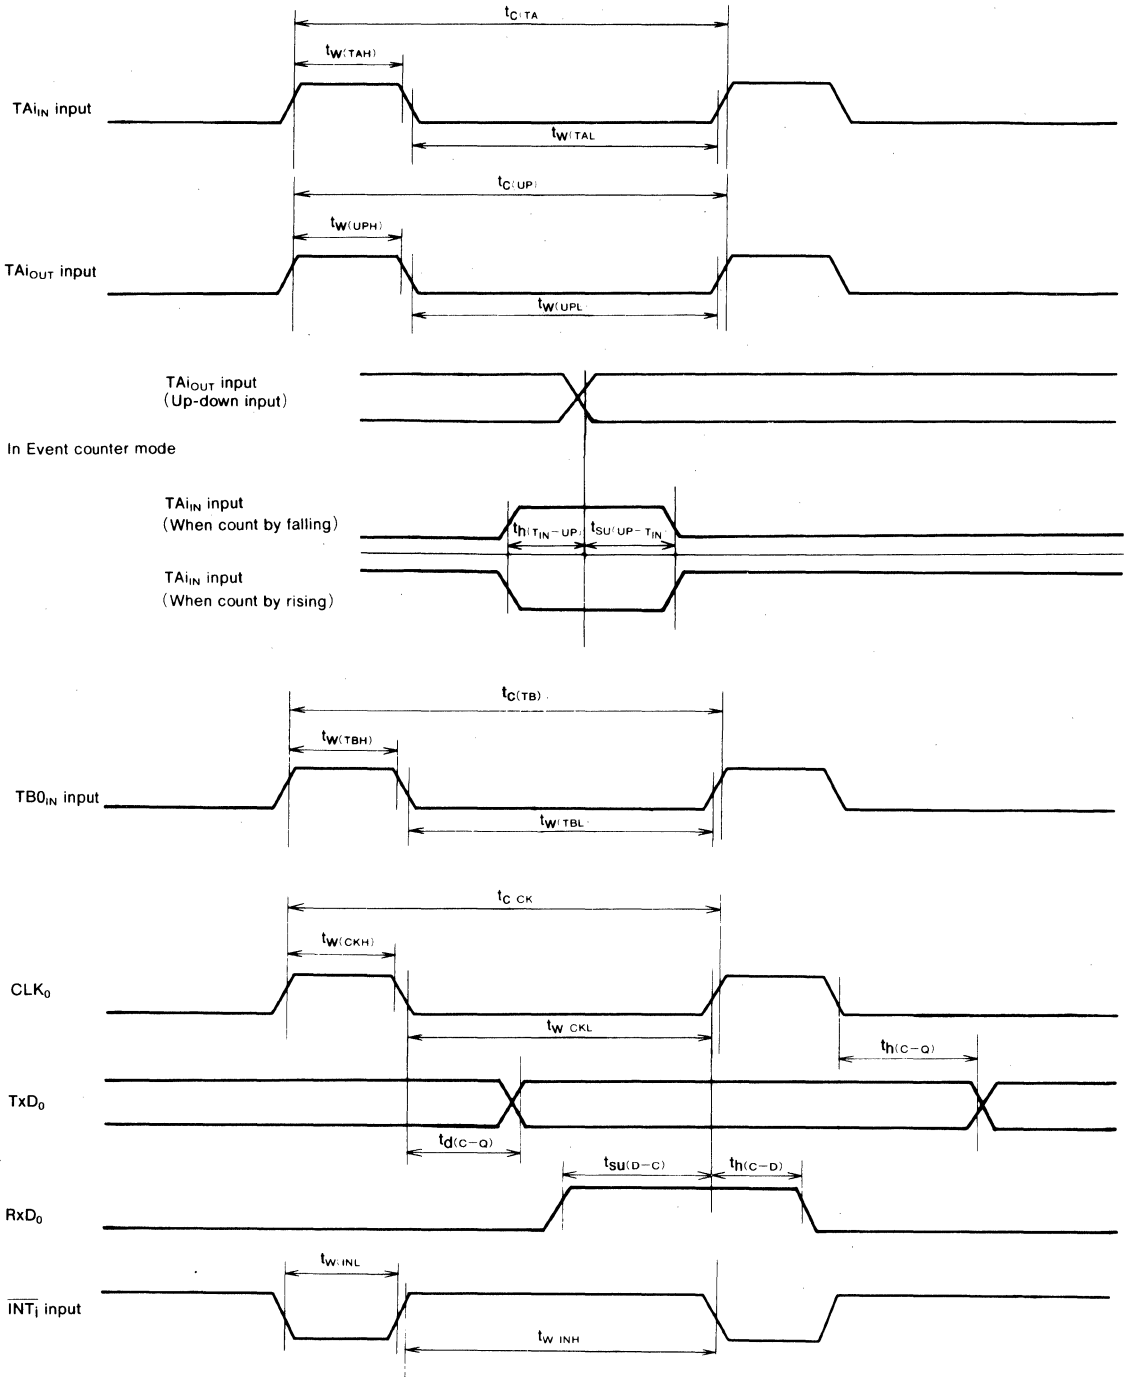 tC(TA
tW(TAH)
TAiIN input
tW(TAL
tC(UP)
tW(UPH)
TAiOUT input
tW(UPL
TAiOUT input
(Up-down input)
In Event counter mode
TAiIN input
(When count by falling)
th(TIN−UP) tsu(UP−TIN)
TAiIN input
(When count by rising)
tC(TB)
tW(TBH)
TB0IN input
tW(TBL
tC CK
tW(CKH)
CLK0
tW CKL
th(C−Q)
TxD0
td(C−Q)
tsu(D−C) th(C−D)
RxD0
tW(INL
INTi input
tW INH